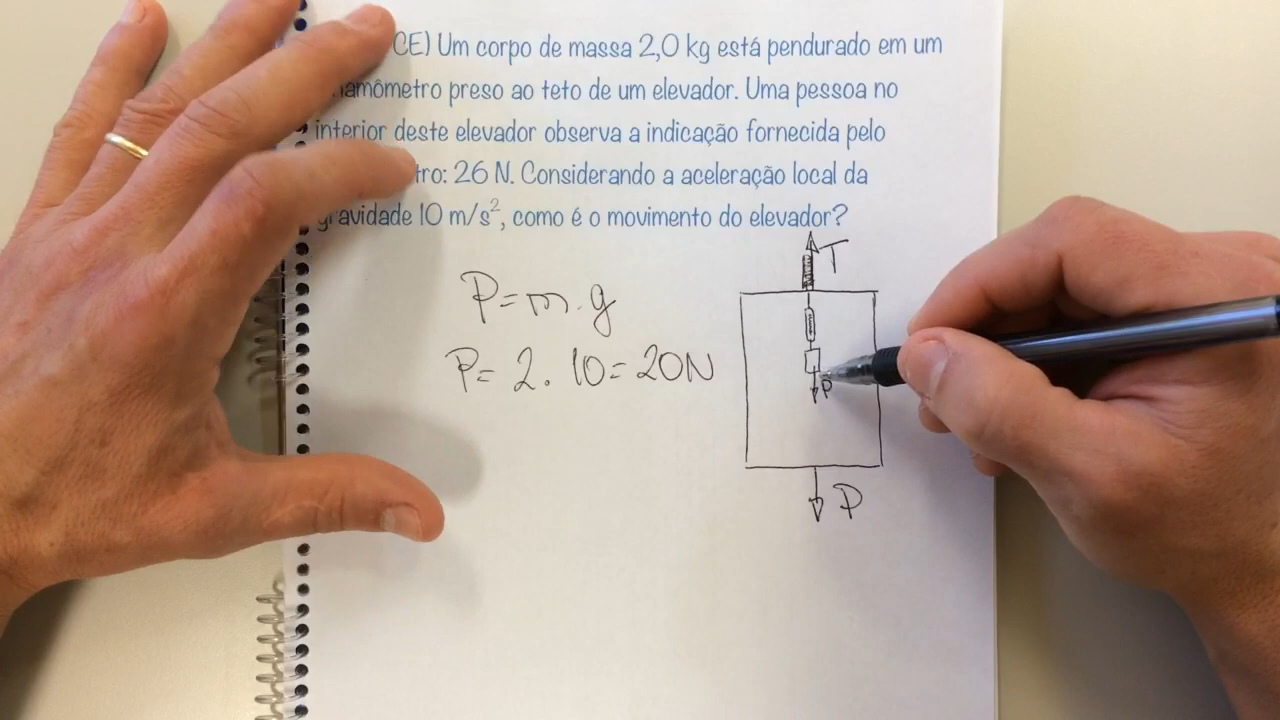 CE) Um corpo de massa 2,0 kg está pendurado em um
preso ao teto de um elevador. Uma pessoa no
interior deste elevador observa a indicação fornecida pelo
tro: 26 N. Considerando a aceleração local da
gravidade 10 m/s², como é o movimento do elevador?
T
P=m.g
P= 2. 10= 20N
P
P